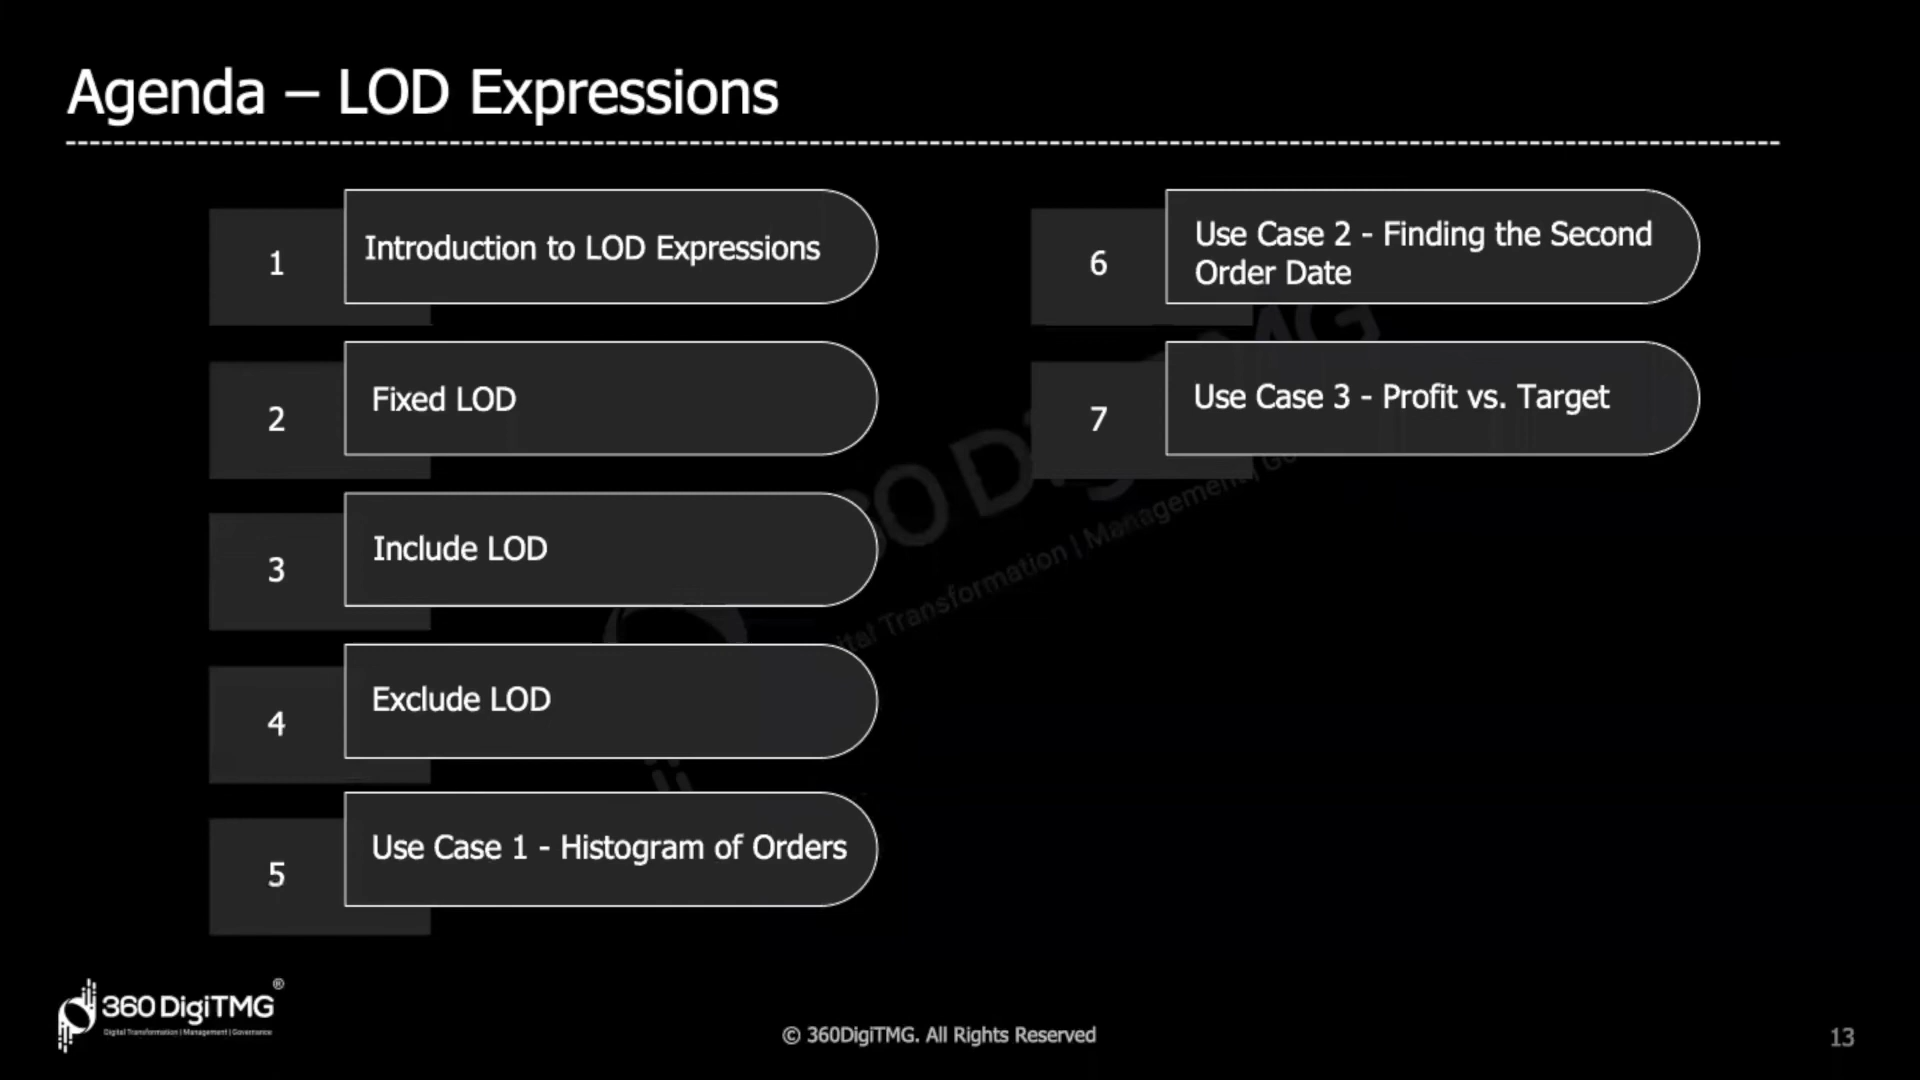 Agenda – LOD Expressions
1
Introduction to LOD Expressions
2
Fixed LOD
3
Include LOD
4
Exclude LOD
5
Use Case 1 - Histogram of Orders
6
Use Case 2 - Finding the Second
Order Date
7
Use Case 3 - Profit vs. Target
360 DigiTMG®
Digital Transformation | Management | Governance
© 360DigiTMG. All Rights Reserved
13